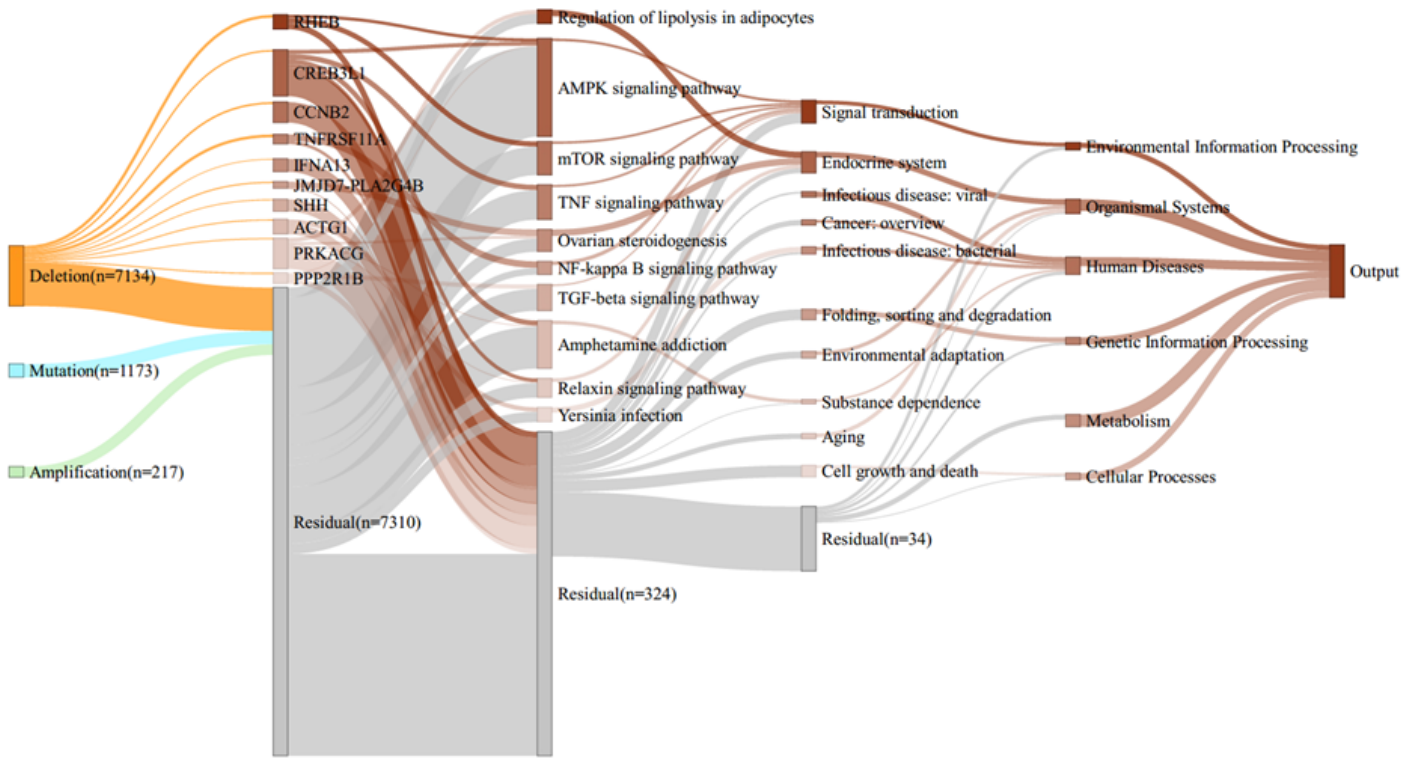 Deletion(n=7134)
Mutation(n=1173)
Amplification(n=217)
RHEB
CREB3L1
CCNB2
TNFRSF11A
IFNA13
JMJD7-PLA2G4B
SHH
ACTG1
PRKACG
PPP2R1B
Residual(n=7310)
Regulation of lipolysis in adipocytes
AMPK signaling pathway
mTOR signaling pathway
TNF signaling pathway
Ovarian steroidogenesis
NF-kappa B signaling pathway
TGF-beta signaling pathway
Amphetamine addiction
Relaxin signaling pathway
Yersinia infection
Residual(n=324)
Signal transduction
Endocrine system
Infectious disease: viral
Cancer: overview
Infectious disease: bacterial
Folding, sorting and degradation
Environmental adaptation
Substance dependence
Aging
Cell growth and death
Residual(n=34)
Environmental Information Processing
Organismal Systems
Human Diseases
Genetic Information Processing
Metabolism
Cellular Processes
Output